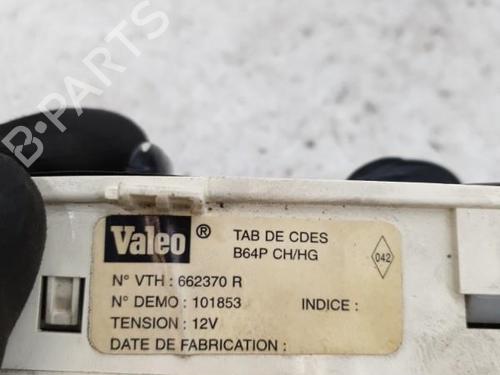 B-PARTS
Valeo ®
TAB DE CDES
B64P CH/HG
042
N° VTH : 662370 R
N° DEMO : 101853 INDICE :
TENSION : 12V
DATE DE FABRICATION :